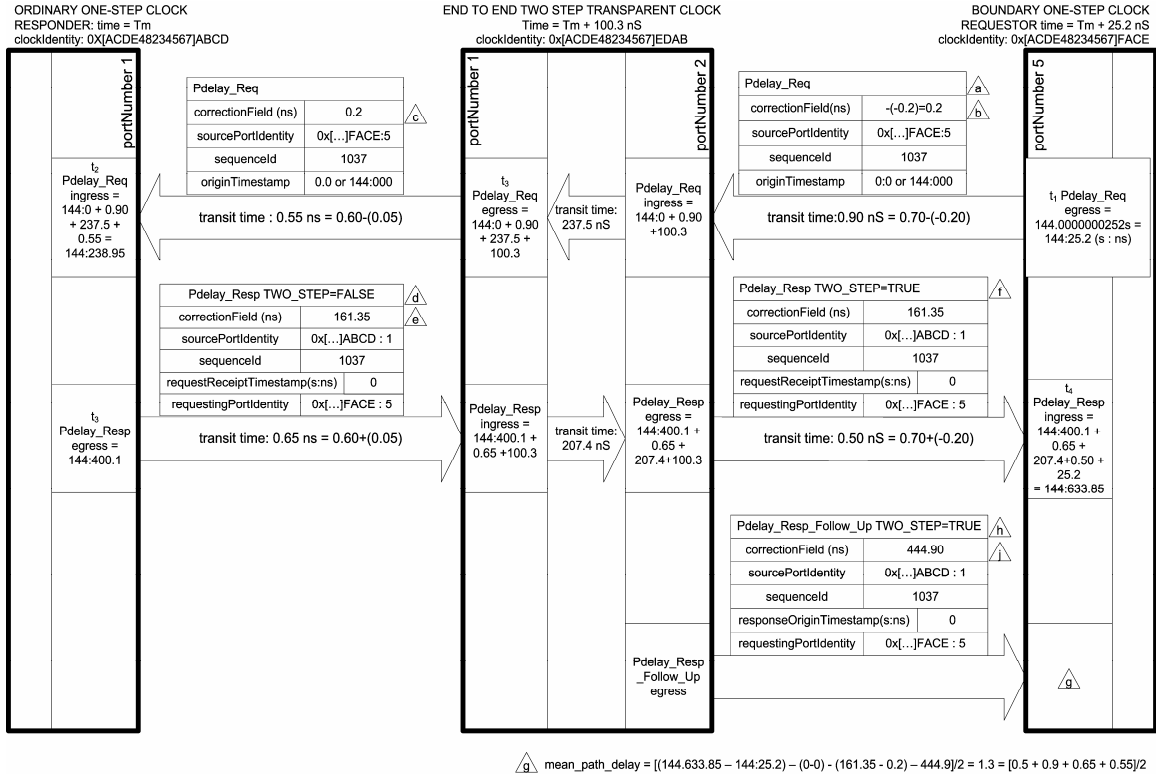 ORDINARY ONE-STEP CLOCK
RESPONDER: time = Tm
clockIdentity: 0X[ACDE48234567]ABCD
END TO END TWO STEP TRANSPARENT CLOCK
Time = Tm + 100.3 ns
clockIdentity: 0x[ACDE48234567]EDAB
BOUNDARY ONE-STEP CLOCK
REQUESTOR time = Tm + 25.2 nS
clockIdentity: 0x[ACDE48234567]FACE
portNumber 1
portNumber 1
portNumber 2
portNumber 5
Pdelay_Req
correctionField (ns) 0.2
c
sourcePortIdentity 0x[...]FACE:5
sequenceId 1037
originTimestamp 0.0 or 144:000
Pdelay_Req
a
correctionField(ns) -(-0.2)=0.2
b
sourcePortIdentity 0x[...]FACE:5
sequenceId 1037
originTimestamp 0:0 or 144:000
t2
Pdelay_Req
ingress =
144:0 + 0.90
+ 237.5 +
0.55 =
144:238.95
transit time : 0.55 ns = 0.60-(0.05)
t3
Pdelay_Req
egress =
144:0 + 0.90
+ 237.5 +
100.3
transit time:
237.5 nS
Pdelay_Req
ingress =
144:0 + 0.90
+100.3
transit time:0.90 nS = 0.70-(-0.20)
t1 Pdelay_Req
egress =
144.0000000252s =
144:25.2 (s : ns)
Pdelay_Resp TWO_STEP=FALSE
d
correctionField (ns) 161.35
e
sourcePortIdentity 0x[...]ABCD : 1
sequenceId 1037
requestReceiptTimestamp(s:ns) 0
requestingPortIdentity 0x[...]FACE : 5
Pdelay_Resp TWO_STEP=TRUE
f
correctionField (ns) 161.35
sourcePortIdentity 0x[...]ABCD : 1
sequenceId 1037
requestReceiptTimestamp(s:ns) 0
requestingPortIdentity 0x[...]FACE : 5
t3
Pdelay_Resp
egress =
144:400.1
transit time: 0.65 ns = 0.60+(0.05)
Pdelay_Resp
ingress =
144:400.1 +
0.65 +100.3
transit time:
207.4 nS
Pdelay_Resp
egress =
144:400.1 +
0.65 +
207.4+100.3
transit time: 0.50 nS = 0.70+(-0.20)
t4
Pdelay_Resp
ingress =
144:400.1 +
0.65 +
207.4+0.50 +
25.2
= 144:633.85
Pdelay_Resp_Follow_Up TWO_STEP=TRUE
h
correctionField (ns) 444.90
j
sourcePortIdentity 0x[...]ABCD : 1
sequenceId 1037
responseOriginTimestamp(s:ns) 0
requestingPortIdentity 0x[...]FACE : 5
Pdelay_Resp
_Follow_Up
egress
g
g mean_path_delay = [(144.633.85 – 144:25.2) – (0-0) - (161.35 - 0.2) – 444.9]/2 = 1.3 = [0.5 + 0.9 + 0.65 + 0.55]/2